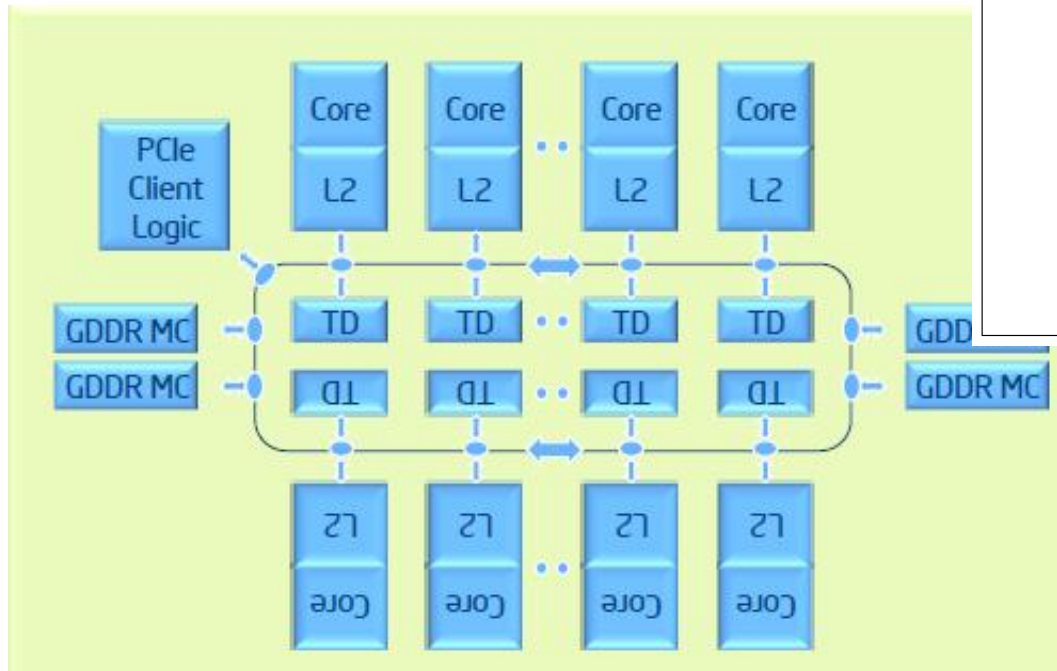 Core Core Core Core
PCIe
Client
Logic
L2 L2 L2 L2
GDDR MC TD TD TD TD GDD
GDDR MC TD TD TD TD GDDR MC
L2 L2 L2 L2
Core Core Core Core